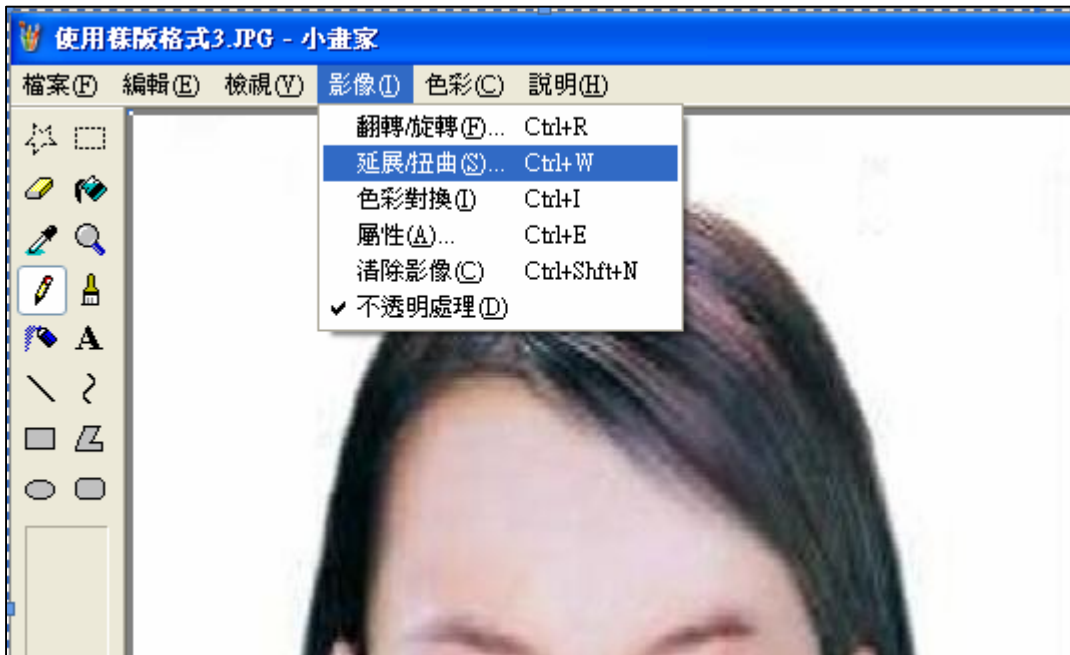 使用樣版格式3.JPG - 小畫家
檔案(F) 編輯(E) 檢視(V) 影像(I) 色彩(C) 說明(H)
翻轉/旋轉(F)... Ctrl+R
延展/扭曲(S)... Ctrl+W
色彩對換(I) Ctrl+I
屬性(A)... Ctrl+E
清除影像(C) Ctrl+Shft+N
不透明處理(D)
A